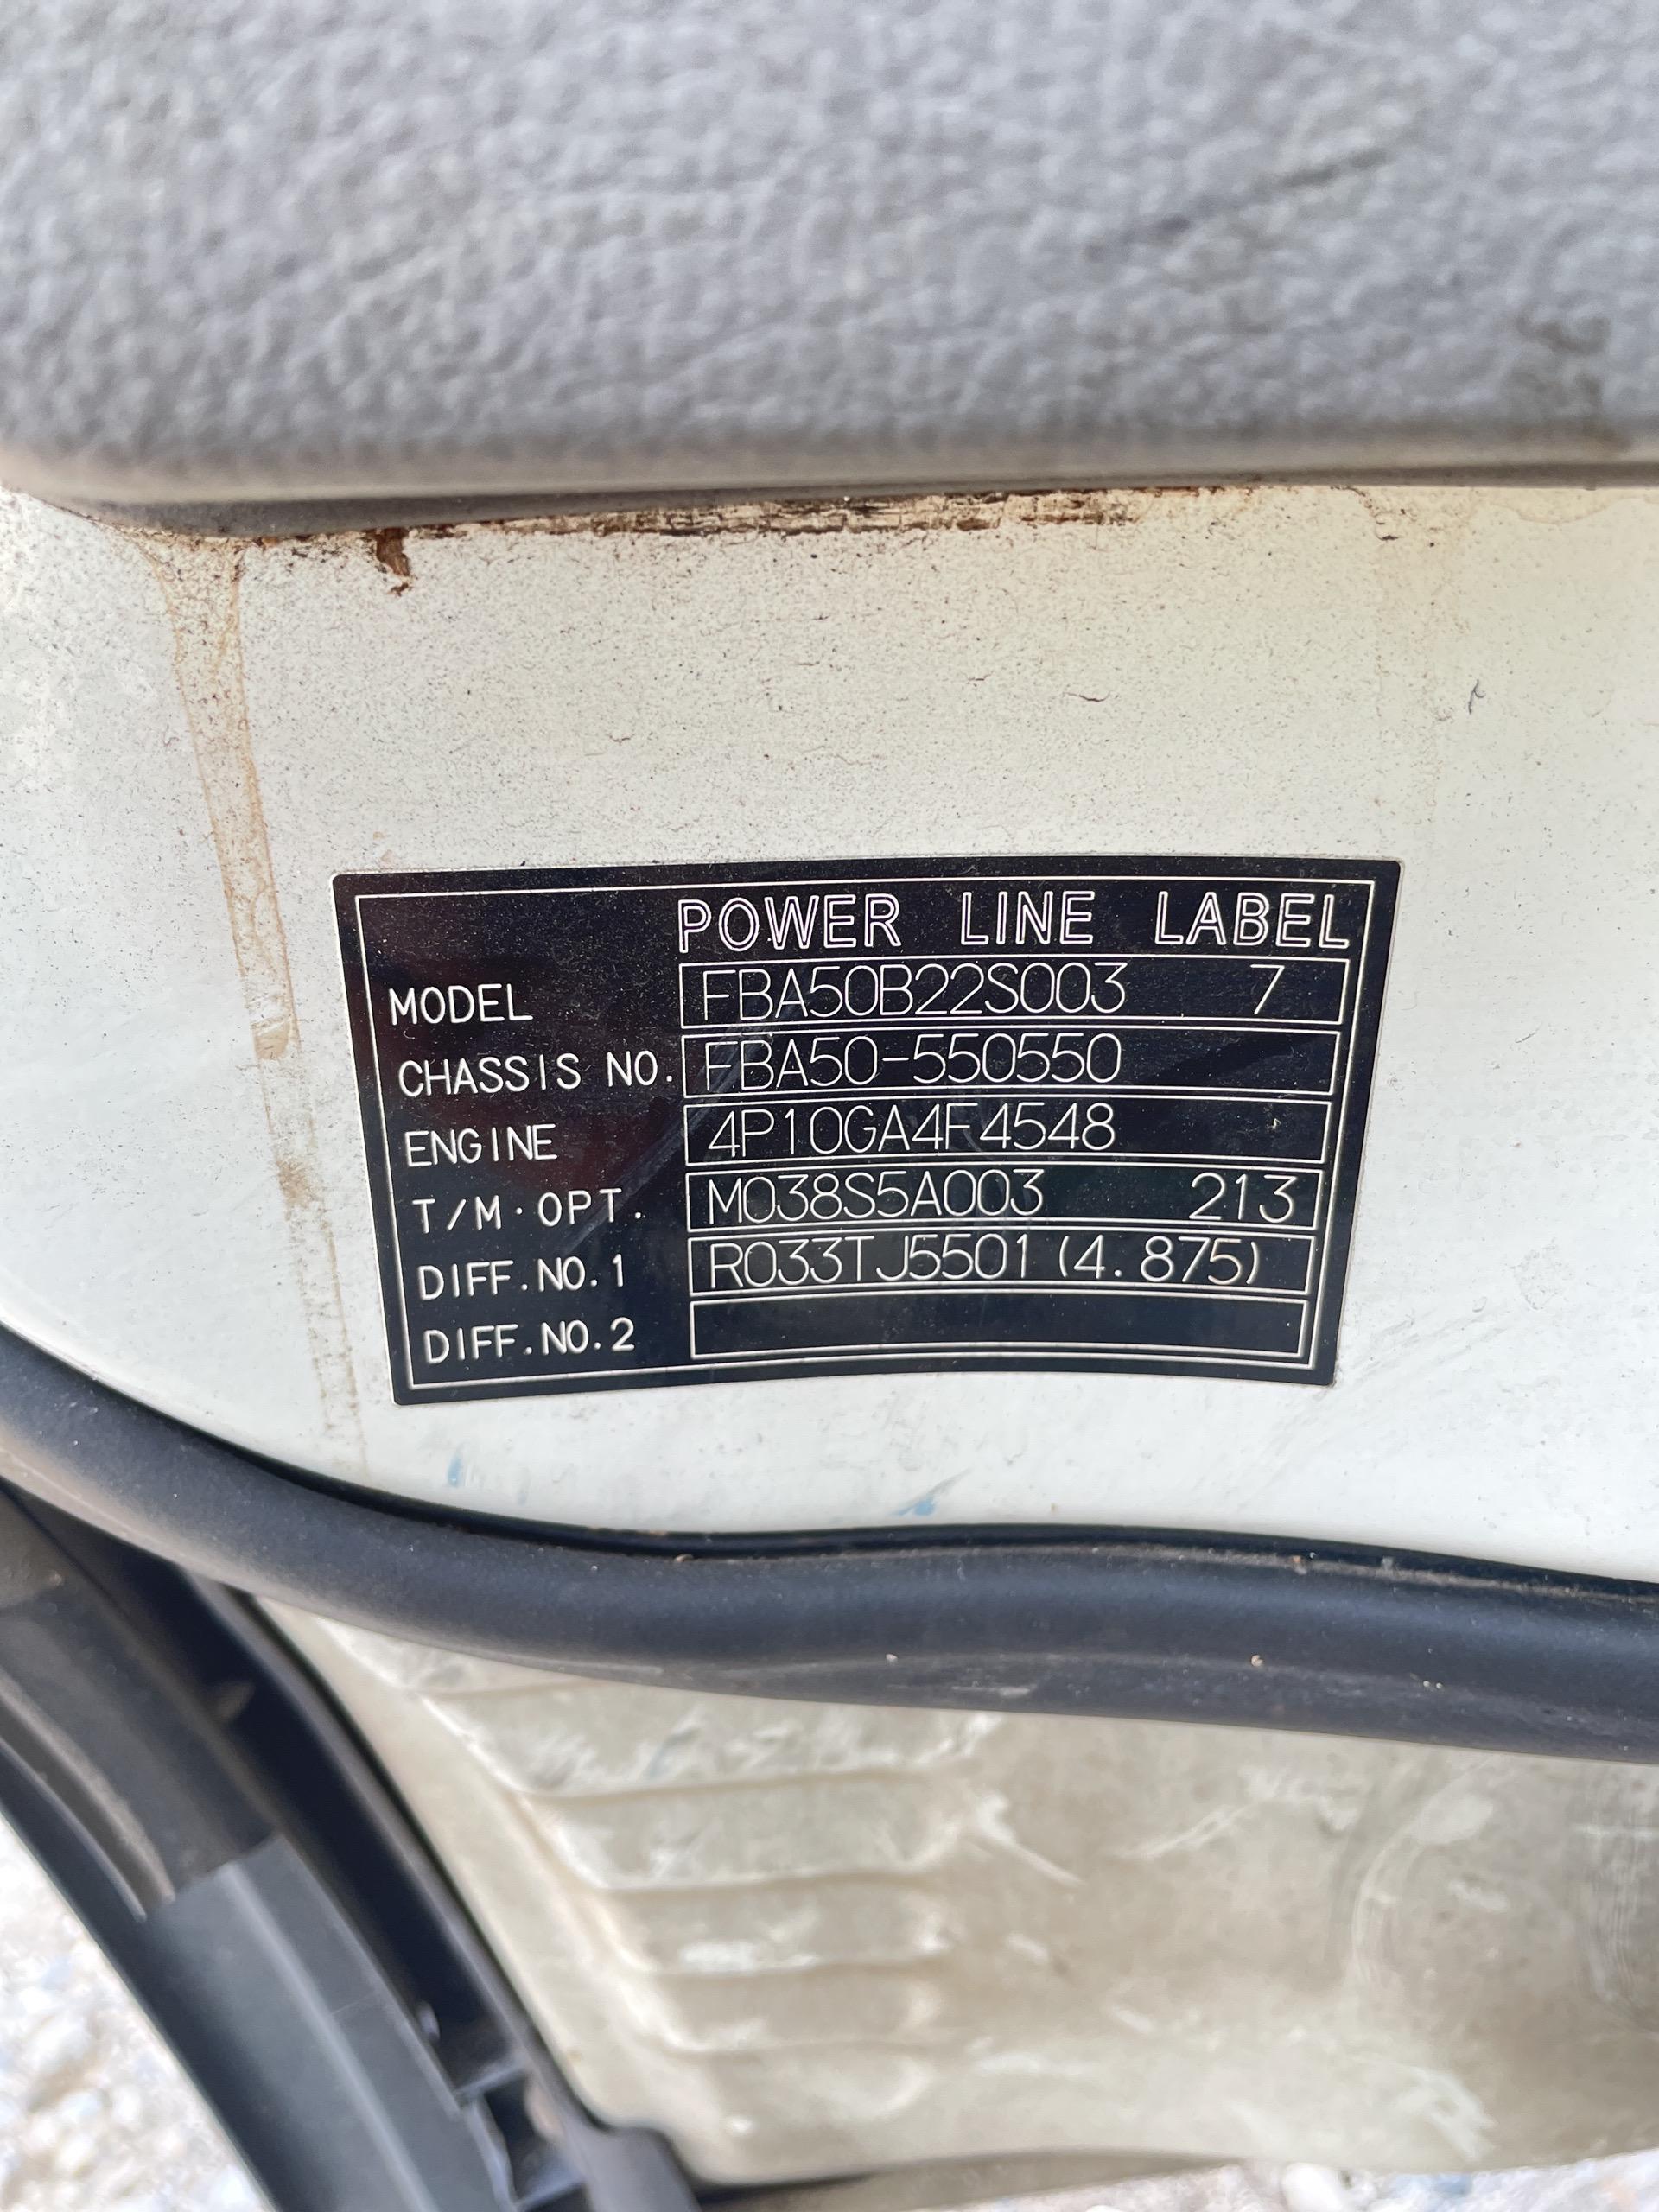 POWER LINE LABEL
MODEL FBA50B22S003 7
CHASSIS NO. FBA50-550550
ENGINE 4P10GA4F4548
T/M·OPT. M038S5A003 213
DIFF.NO.1 R033TJ5501(4.875)
DIFF.NO.2